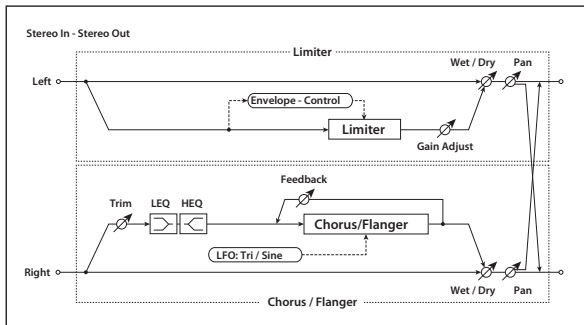 Stereo In - Stereo Out
Limiter
Wet / Dry
Pan
Left
Envelope - Control
Limiter
Gain Adjust
Feedback
Trim
LEQ
HEQ
Chorus/Flanger
LFO: Tri / Sine
Right
Wet / Dry
Pan
Chorus / Flanger